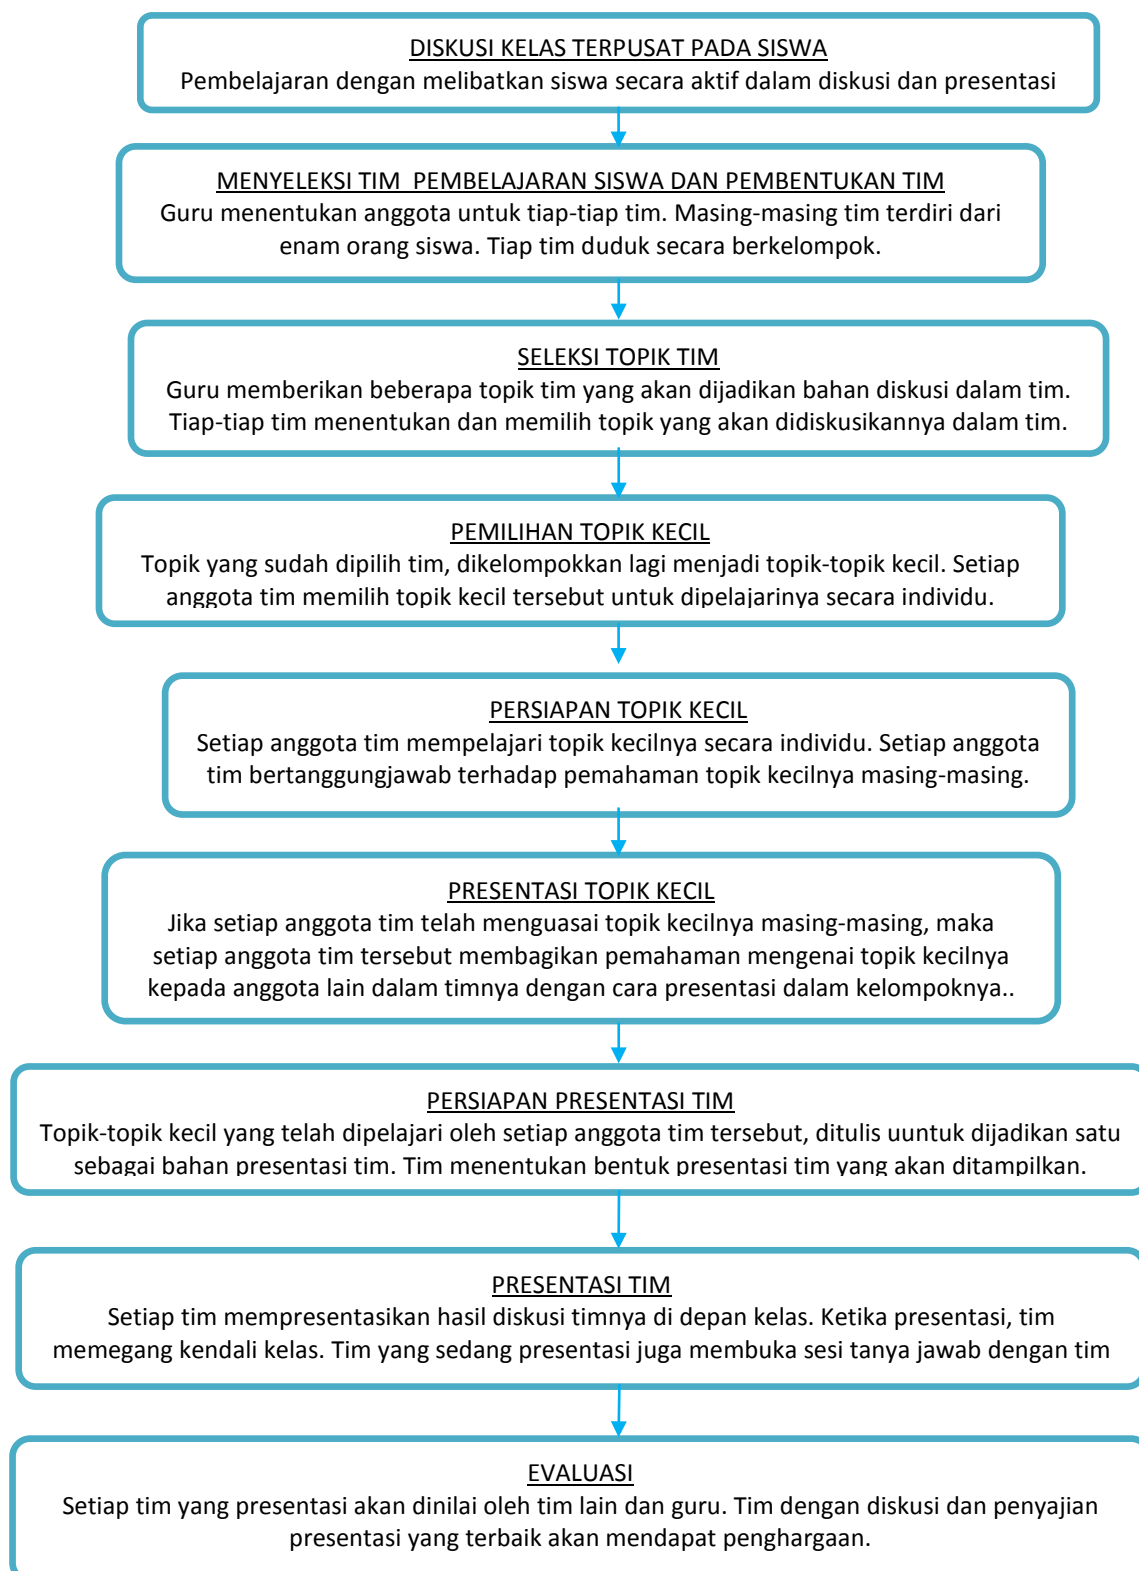 DISKUSI KELAS TERPUSAT PADA SISWA
Pembelajaran dengan melibatkan siswa secara aktif dalam diskusi dan presentasi
MENYELEKSI TIM  PEMBELAJARAN SISWA DAN PEMBENTUKAN TIM
Guru menentukan anggota untuk tiap-tiap tim. Masing-masing tim terdiri dari
enam orang siswa. Tiap tim duduk secara berkelompok.
SELEKSI TOPIK TIM
Guru memberikan beberapa topik tim yang akan dijadikan bahan diskusi dalam tim.
Tiap-tiap tim menentukan dan memilih topik yang akan didiskusikannya dalam tim.
PEMILIHAN TOPIK KECIL
Topik yang sudah dipilih tim, dikelompokkan lagi menjadi topik-topik kecil. Setiap
anggota tim memilih topik kecil tersebut untuk dipelajarinya secara individu.
PERSIAPAN TOPIK KECIL
Setiap anggota tim mempelajari topik kecilnya secara individu. Setiap anggota
tim bertanggungjawab terhadap pemahaman topik kecilnya masing-masing.
PRESENTASI TOPIK KECIL
Jika setiap anggota tim telah menguasai topik kecilnya masing-masing, maka
setiap anggota tim tersebut membagikan pemahaman mengenai topik kecilnya
kepada anggota lain dalam timnya dengan cara presentasi dalam kelompoknya..
PERSIAPAN PRESENTASI TIM
Topik-topik kecil yang telah dipelajari oleh setiap anggota tim tersebut, ditulis uuntuk dijadikan satu
sebagai bahan presentasi tim. Tim menentukan bentuk presentasi tim yang akan ditampilkan.
PRESENTASI TIM
Setiap tim mempresentasikan hasil diskusi timnya di depan kelas. Ketika presentasi, tim
memegang kendali kelas. Tim yang sedang presentasi juga membuka sesi tanya jawab dengan tim
EVALUASI
Setiap tim yang presentasi akan dinilai oleh tim lain dan guru. Tim dengan diskusi dan penyajian
presentasi yang terbaik akan mendapat penghargaan.